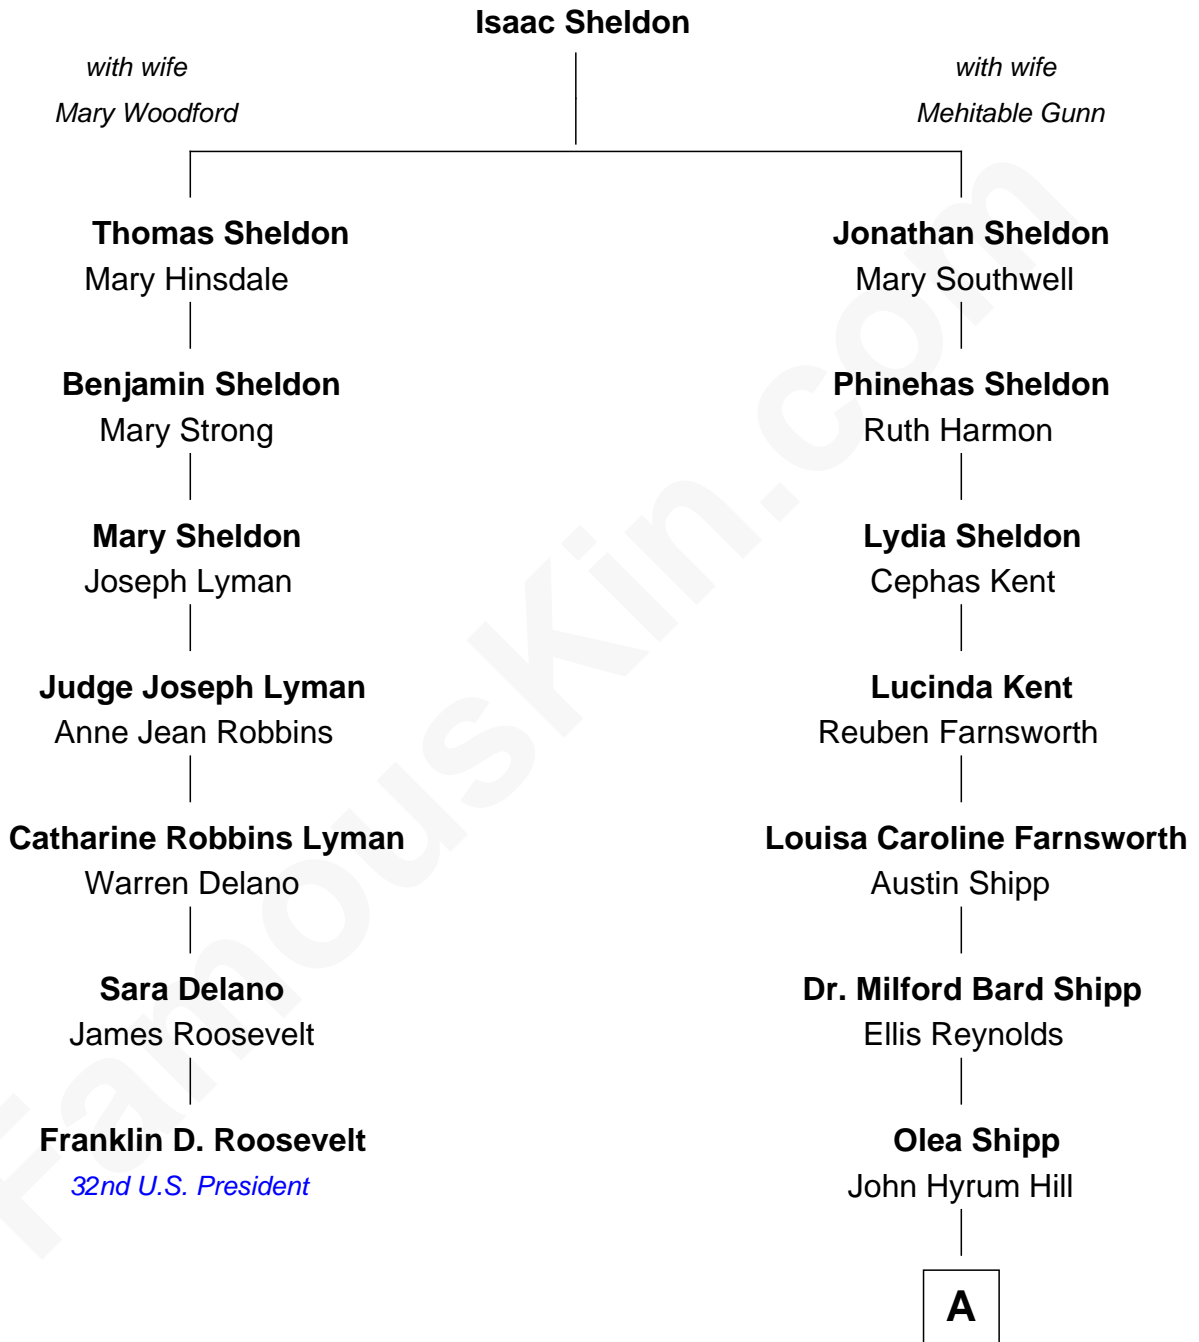 Isaac Sheldon
with wife
Mary Woodford
with wife
Mehitable Gunn
Thomas Sheldon
Mary Hinsdale
Jonathan Sheldon
Mary Southwell
Benjamin Sheldon
Mary Strong
Phinehas Sheldon
Ruth Harmon
Mary Sheldon
Joseph Lyman
Lydia Sheldon
Cephas Kent
Judge Joseph Lyman
Anne Jean Robbins
Lucinda Kent
Reuben Farnsworth
Catharine Robbins Lyman
Warren Delano
Louisa Caroline Farnsworth
Austin Shipp
Sara Delano
James Roosevelt
Dr. Milford Bard Shipp
Ellis Reynolds
Franklin D. Roosevelt
32nd U.S. President
Olea Shipp
John Hyrum Hill
A
FamousKin.com